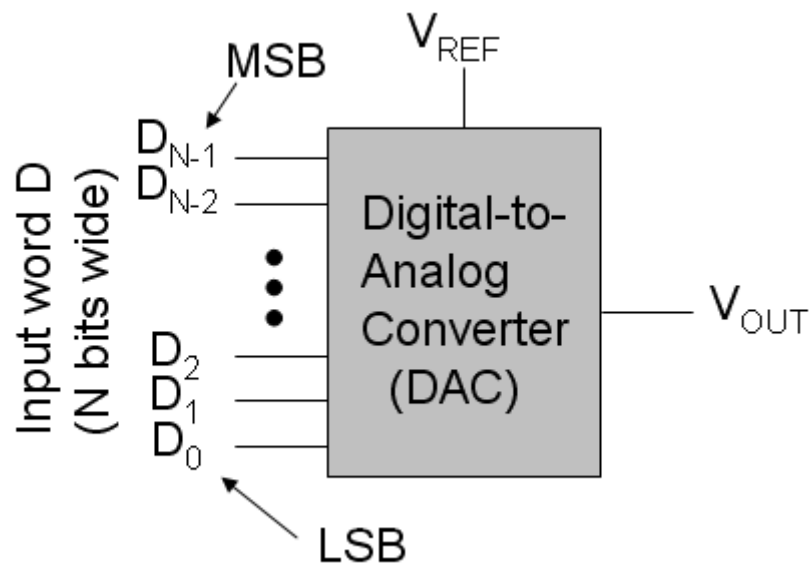 V_REF
MSB
D_N-1
D_N-2
Input word D
(N bits wide)
Digital-to-
Analog
Converter
(DAC)
V_OUT
D_2
D_1
D_0
LSB